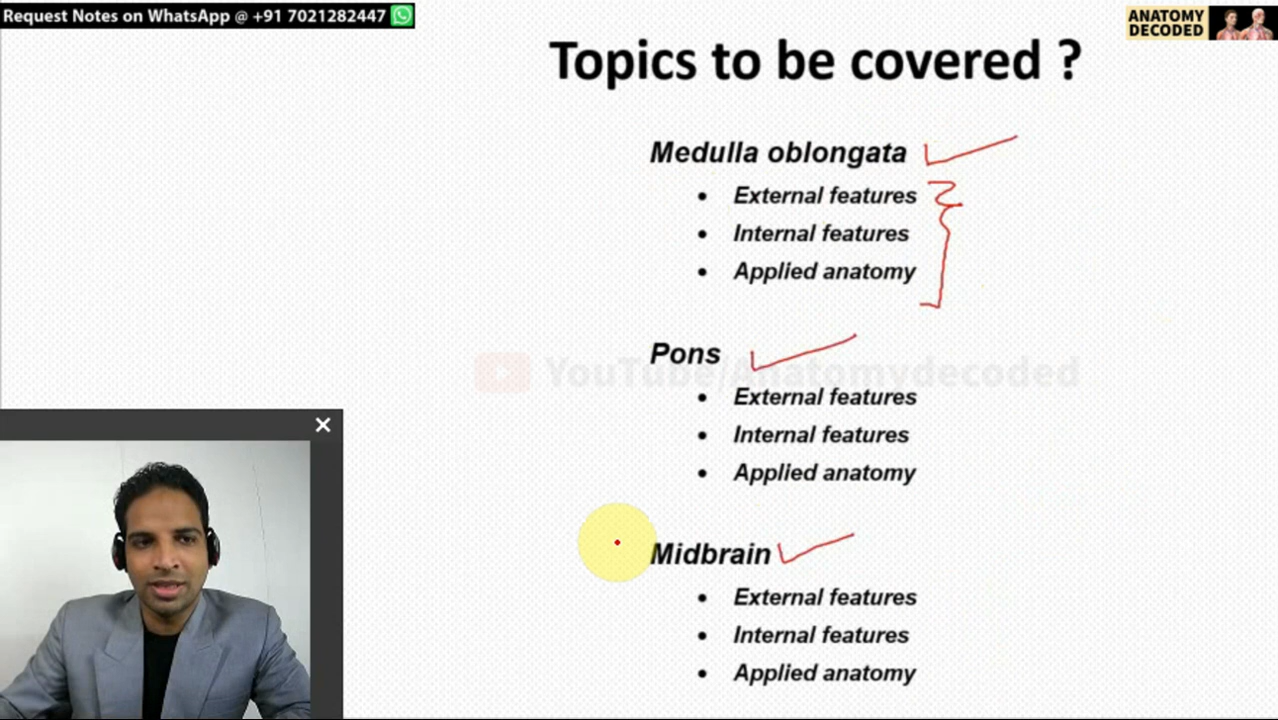 Request Notes on WhatsApp @ +91 7021282447
ANATOMY
DECODED
Topics to be covered ?
Medulla oblongata
• External features
• Internal features
• Applied anatomy
Pons
YouTube/Anatomydecoded
• External features
• Internal features
• Applied anatomy
Midbrain
• External features
• Internal features
• Applied anatomy